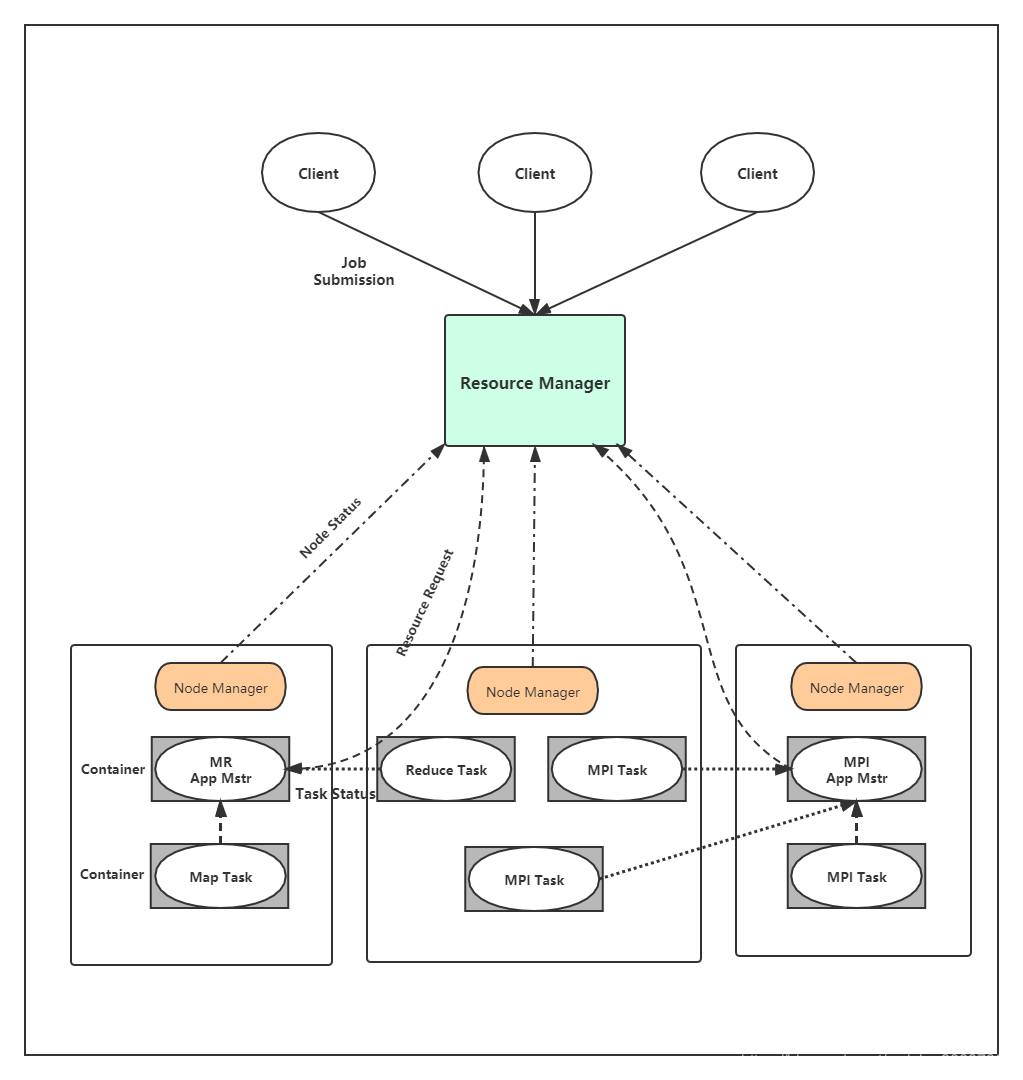 Client
Client
Client
Job
Submission
Resource Manager
Node Status
Resource Request
Node Manager
Node Manager
Node Manager
Container
MR
App Mstr
Reduce Task
MPI Task
MPI
App Mstr
Task Status
Container
Map Task
MPI Task
MPI Task